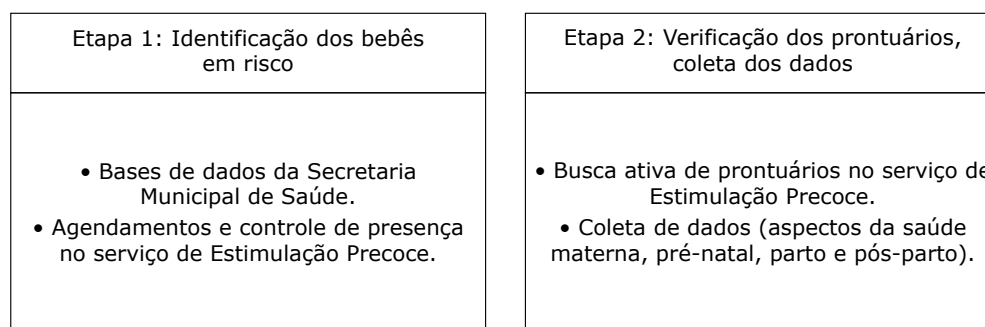 Etapa 1: Identificação dos bebês
em risco
• Bases de dados da Secretaria
Municipal de Saúde.
• Agendamentos e controle de presença
no serviço de Estimulação Precoce.
Etapa 2: Verificação dos prontuários,
coleta dos dados
• Busca ativa de prontuários no serviço de
Estimulação Precoce.
• Coleta de dados (aspectos da saúde
materna, pré-natal, parto e pós-parto).